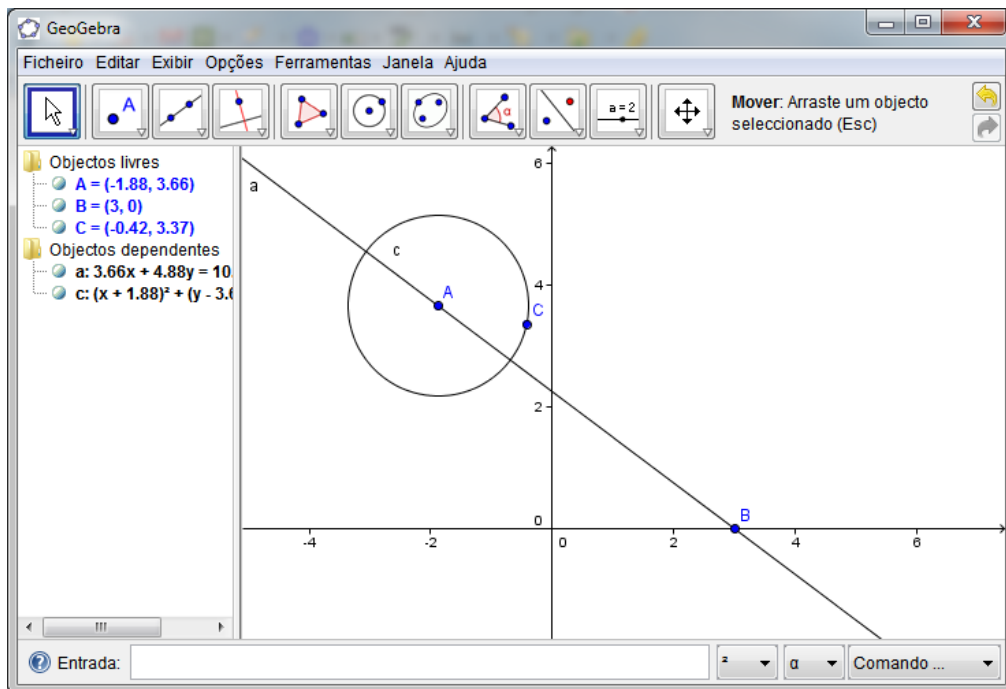 GeoGebra
Ficheiro Editar Exibir Opções Ferramentas Janela Ajuda
A
α
a = 2
Mover: Arraste um objecto
seleccionado (Esc)
Objectos livres
A = (-1.88, 3.66)
B = (3, 0)
C = (-0.42, 3.37)
Objectos dependentes
a: 3.66x + 4.88y = 10.
c: (x + 1.88)² + (y - 3.6
a
c
A
C
B
6
4
2
0
-4
-2
0
2
4
6
Entrada:
²
α
Comando ...